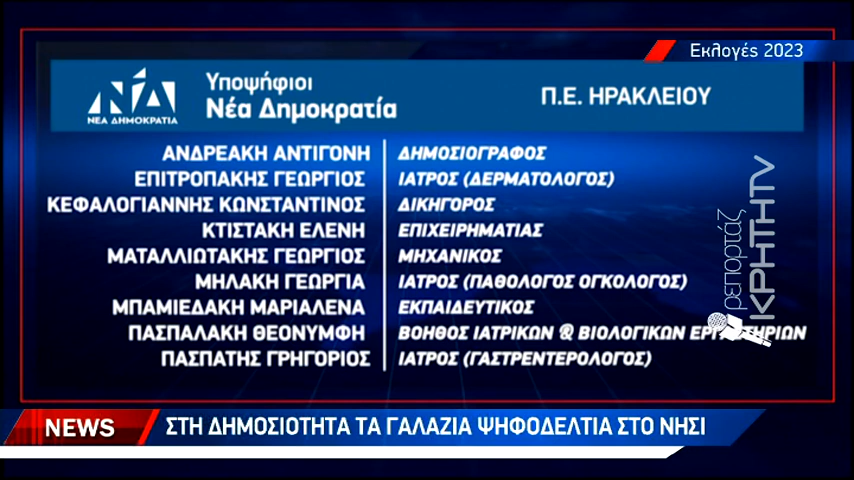 Εκλογές 2023
ΝΕΑ ΔΗΜΟΚΡΑΤΙΑ
Υποψήφιοι
Νέα Δημοκρατία
Π.Ε. ΗΡΑΚΛΕΙΟΥ
ΑΝΔΡΕΑΚΗ ΑΝΤΙΓΟΝΗ ΔΗΜΟΣΙΟΓΡΑΦΟΣ
ΕΠΙΤΡΟΠΑΚΗΣ ΓΕΩΡΓΙΟΣ ΙΑΤΡΟΣ (ΔΕΡΜΑΤΟΛΟΓΟΣ)
ΚΕΦΑΛΟΓΙΑΝΝΗΣ ΚΩΝΣΤΑΝΤΙΝΟΣ ΔΙΚΗΓΟΡΟΣ
ΚΤΙΣΤΑΚΗ ΕΛΕΝΗ ΕΠΙΧΕΙΡΗΜΑΤΙΑΣ
ΜΑΤΑΛΛΙΩΤΑΚΗΣ ΓΕΩΡΓΙΟΣ ΜΗΧΑΝΙΚΟΣ
ΜΗΛΑΚΗ ΓΕΩΡΓΙΑ ΙΑΤΡΟΣ (ΠΑΘΟΛΟΓΟΣ ΟΓΚΟΛΟΓΟΣ)
ΜΠΑΜΙΕΔΑΚΗ ΜΑΡΙΑΛΕΝΑ ΕΚΠΑΙΔΕΥΤΙΚΟΣ
ΠΑΣΠΑΛΑΚΗ ΘΕΟΝΥΜΦΗ ΒΟΗΘΟΣ ΙΑΤΡΙΚΩΝ & ΒΙΟΛΟΓΙΚΩΝ ΕΡΓΑΣΤΗΡΙΩΝ
ΠΑΣΠΑΤΗΣ ΓΡΗΓΟΡΙΟΣ ΙΑΤΡΟΣ (ΓΑΣΤΡΕΝΤΕΡΟΛΟΓΟΣ)
ρεπορτάζ
ΚΡΗΤΗTV
NEWS
ΣΤΗ ΔΗΜΟΣΙΟΤΗΤΑ ΤΑ ΓΑΛΑΖΙΑ ΨΗΦΟΔΕΛΤΙΑ ΣΤΟ ΝΗΣΙ